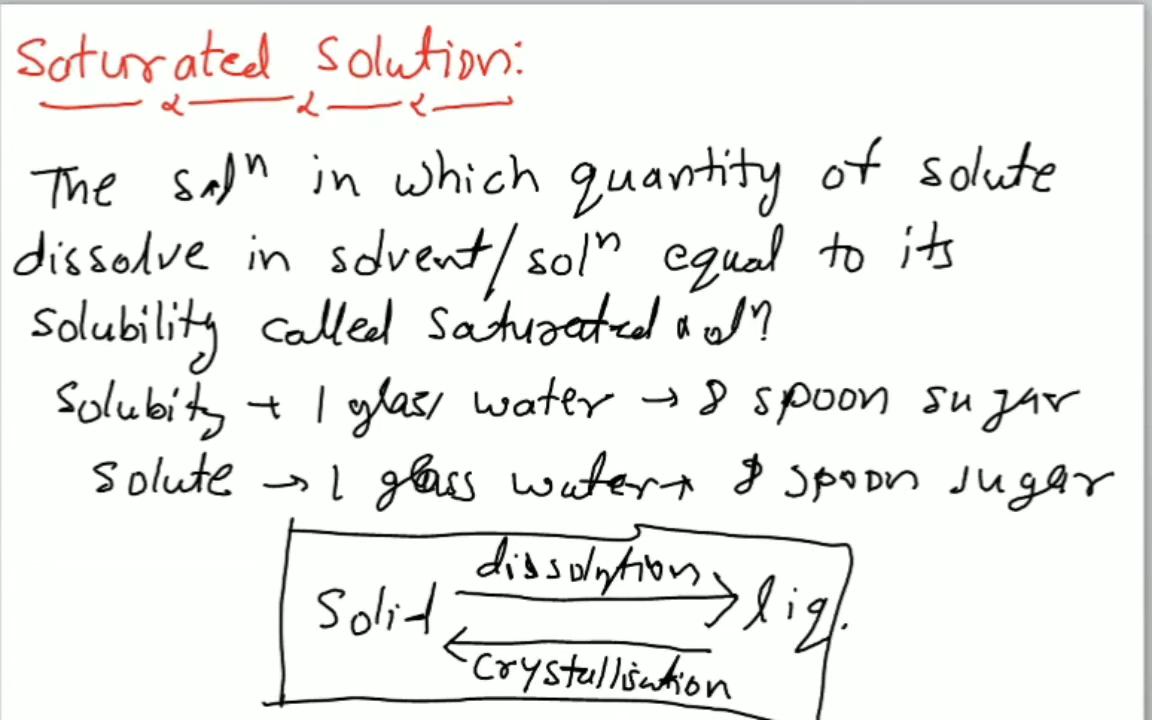 Saturated Solution:
The solⁿ in which quantity of solute
dissolve in solvent/solⁿ equal to its
solubility called saturated solⁿ
Solubity → 1 glass water → 8 spoon sugar
Solute → 1 glass water → 8 spoon sugar
dissolution
Solid liq.
crystallisation